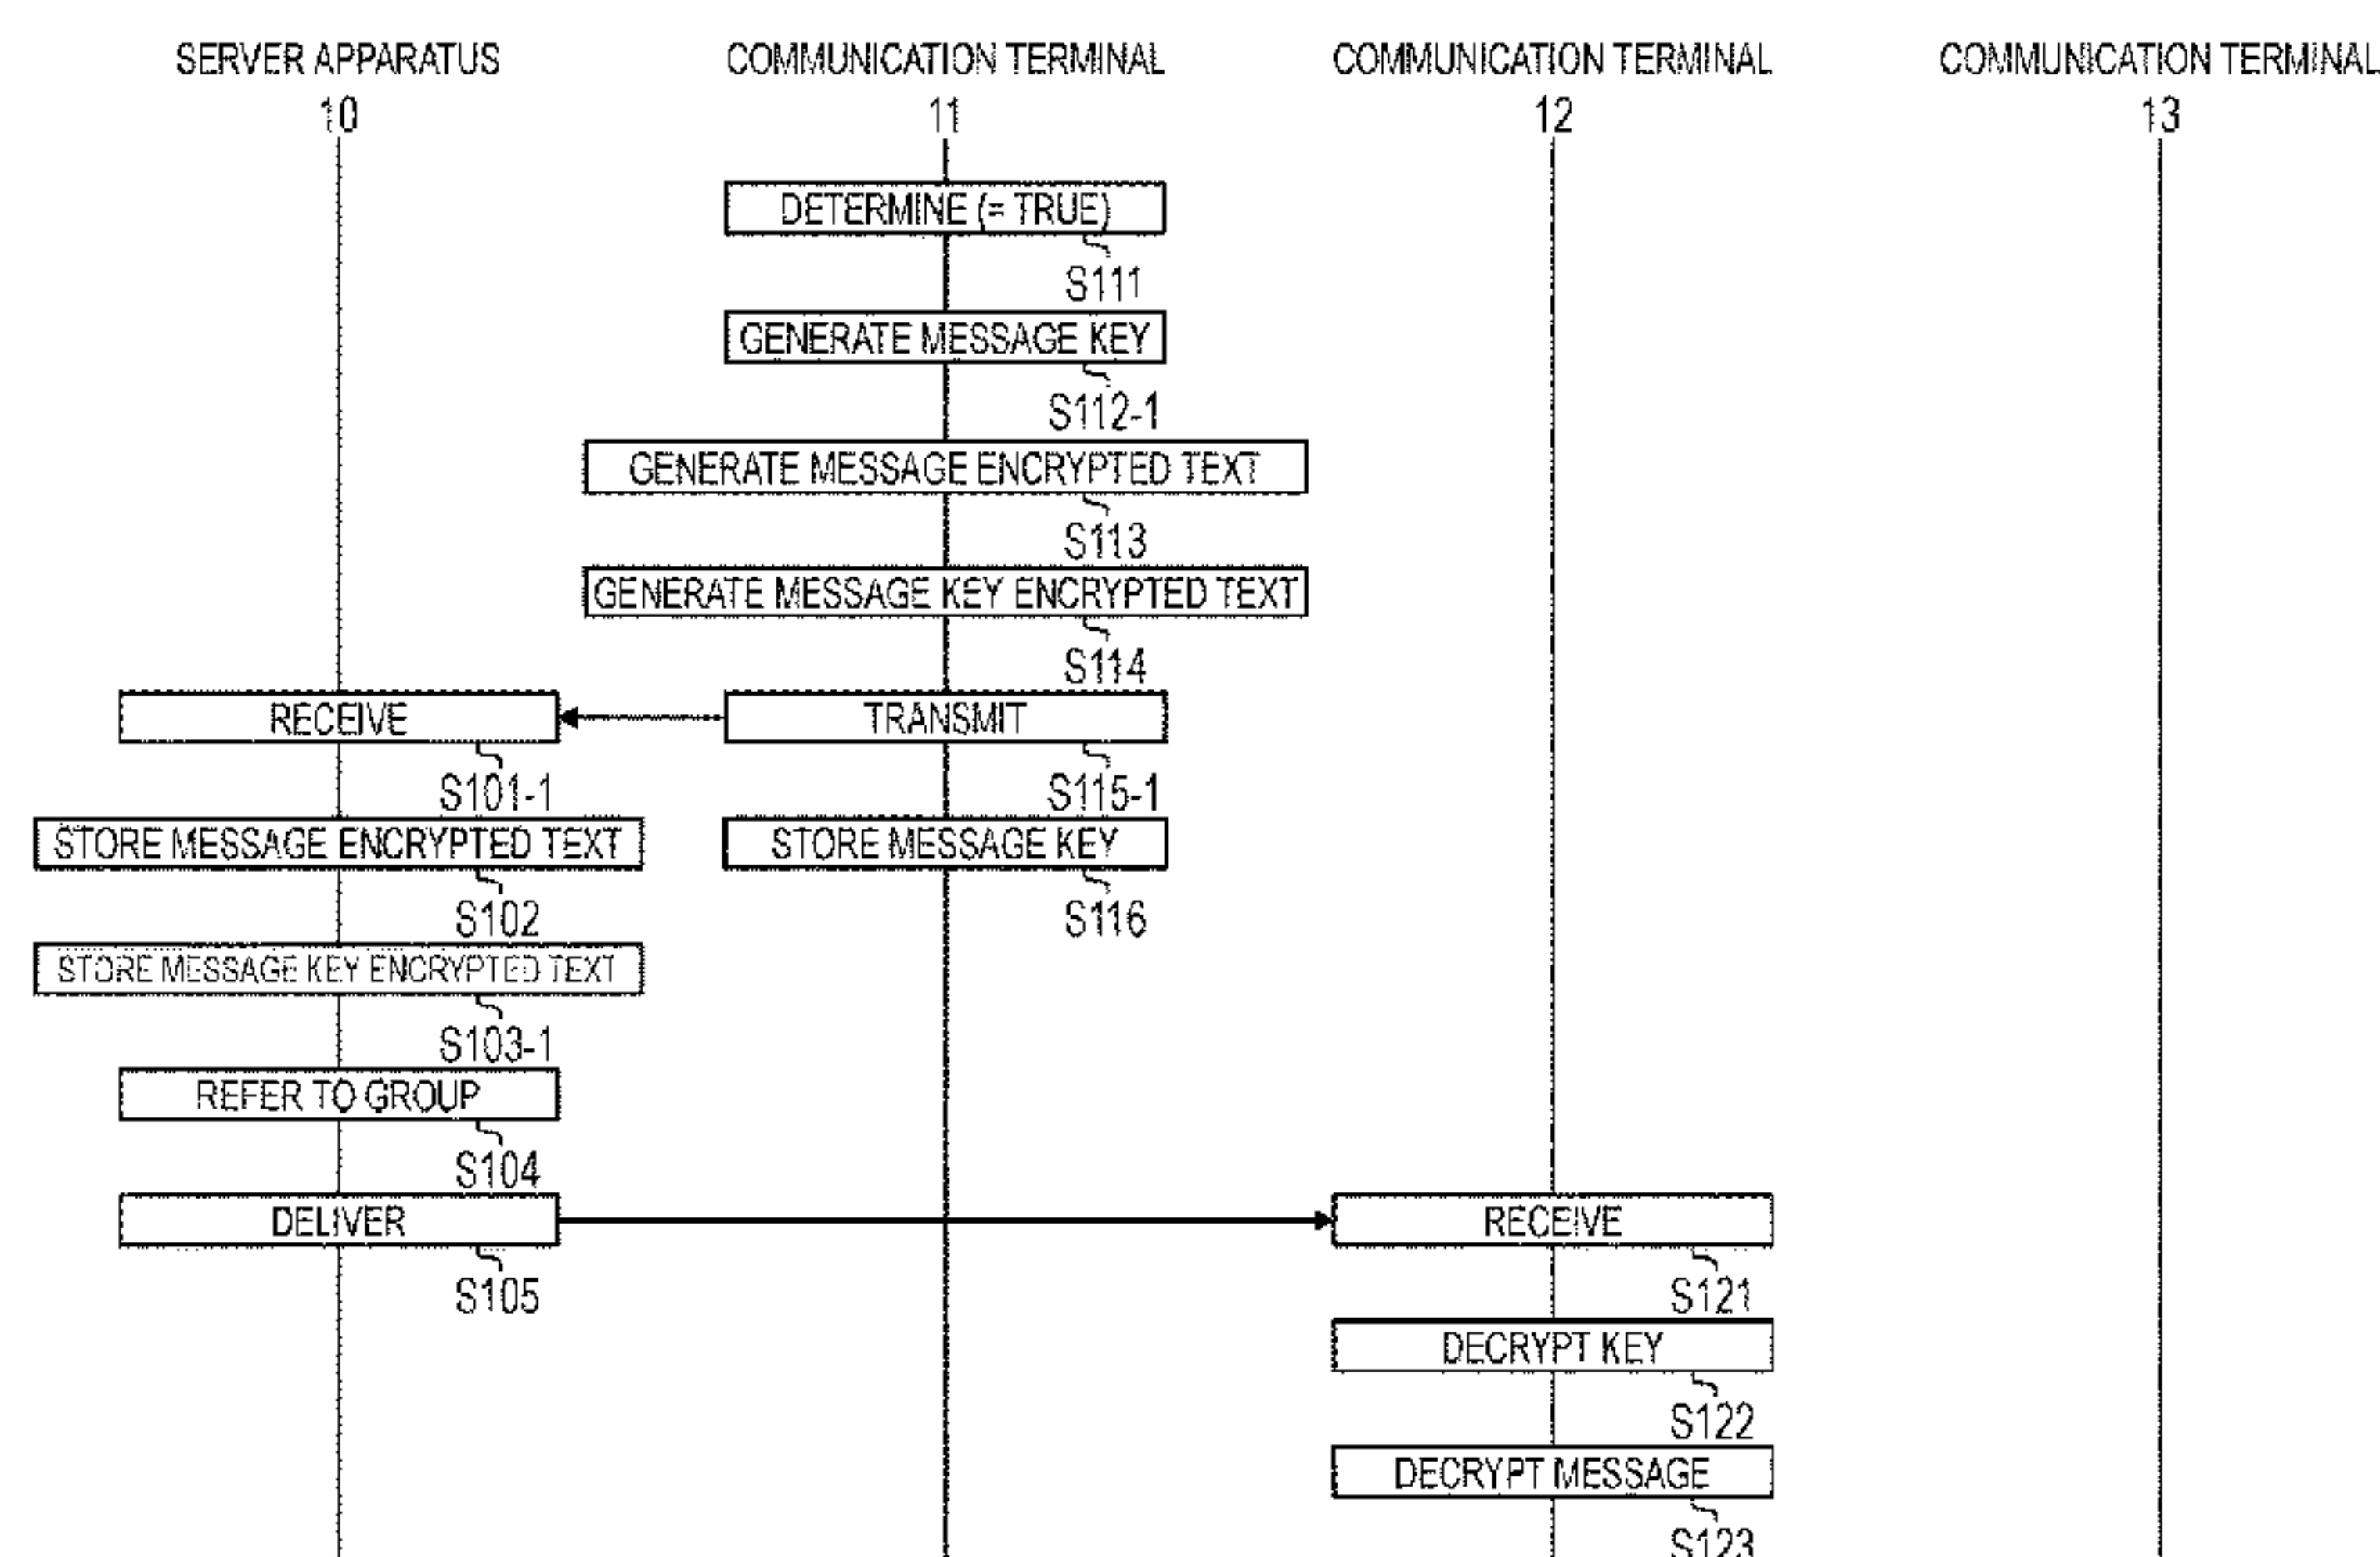 SERVER APPARATUS
10
COMMUNICATION TERMINAL
11
COMMUNICATION TERMINAL
12
COMMUNICATION TERMINAL
13
DETERMINE (= TRUE)
S111
GENERATE MESSAGE KEY
S112-1
GENERATE MESSAGE ENCRYPTED TEXT
S113
GENERATE MESSAGE KEY ENCRYPTED TEXT
S114
RECEIVE
S101-1
TRANSMIT
S115-1
STORE MESSAGE ENCRYPTED TEXT
S102
STORE MESSAGE KEY
S116
STORE MESSAGE KEY ENCRYPTED TEXT
S103-1
REFER TO GROUP
S104
DELIVER
S105
RECEIVE
S121
DECRYPT KEY
S122
DECRYPT MESSAGE
S123